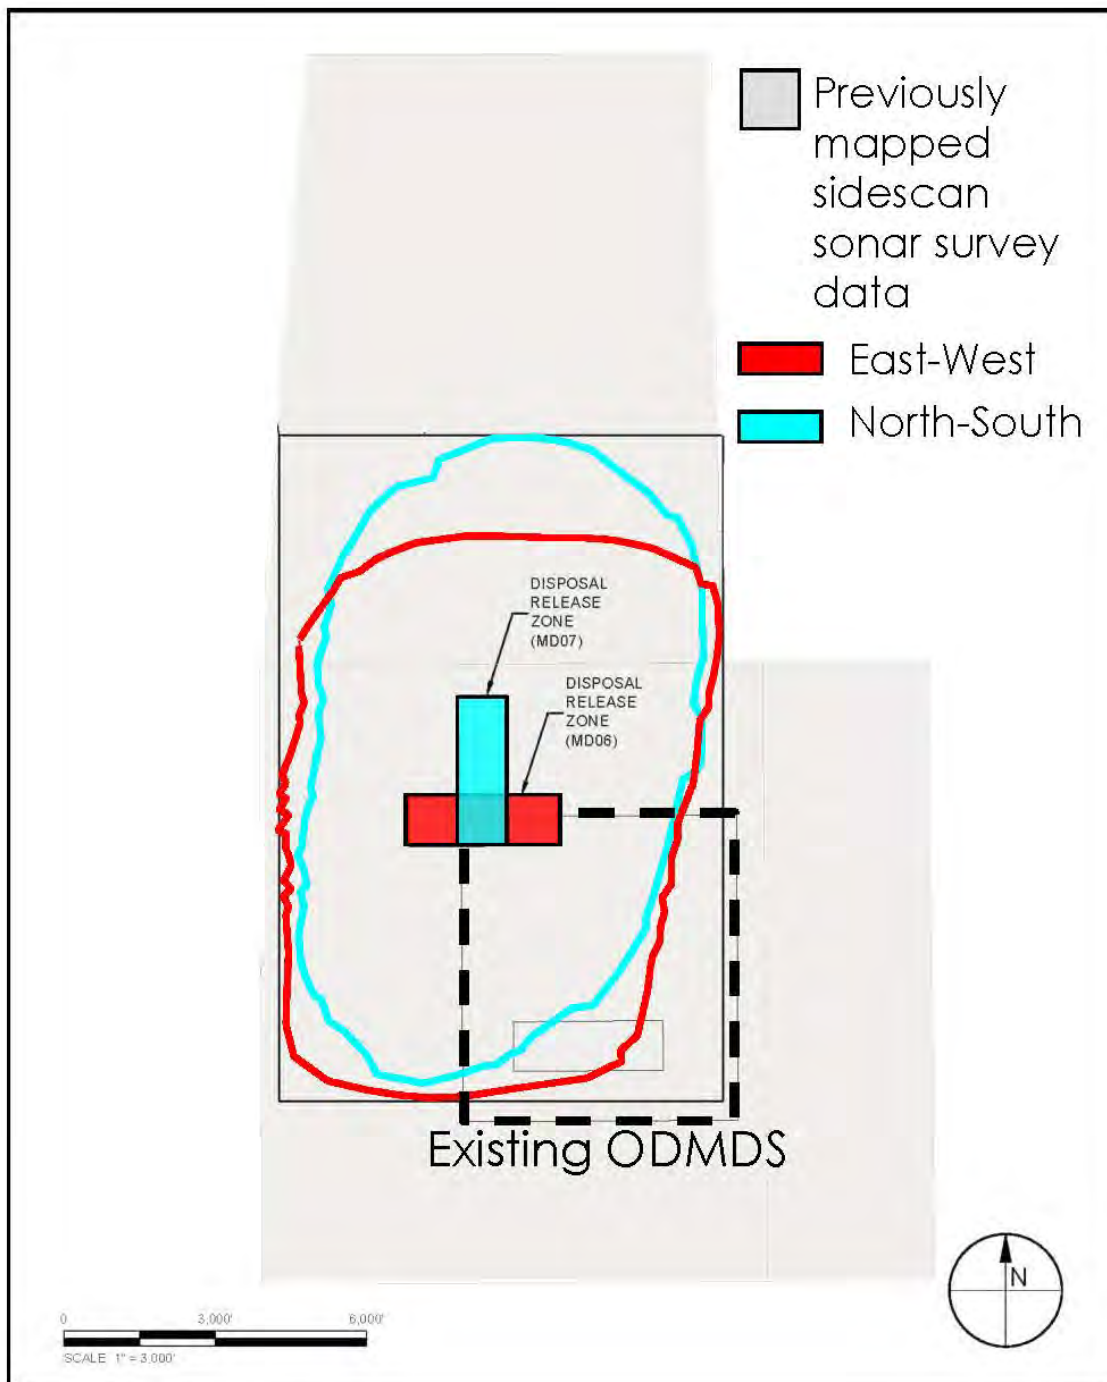 Previously
mapped
sidescan
sonar survey
data
East-West
North-South
DISPOSAL
RELEASE
ZONE
(MD07)
DISPOSAL
RELEASE
ZONE
(MD06)
Existing ODMDS
N
0 3,000' 6,000'
SCALE 1" = 3,000'